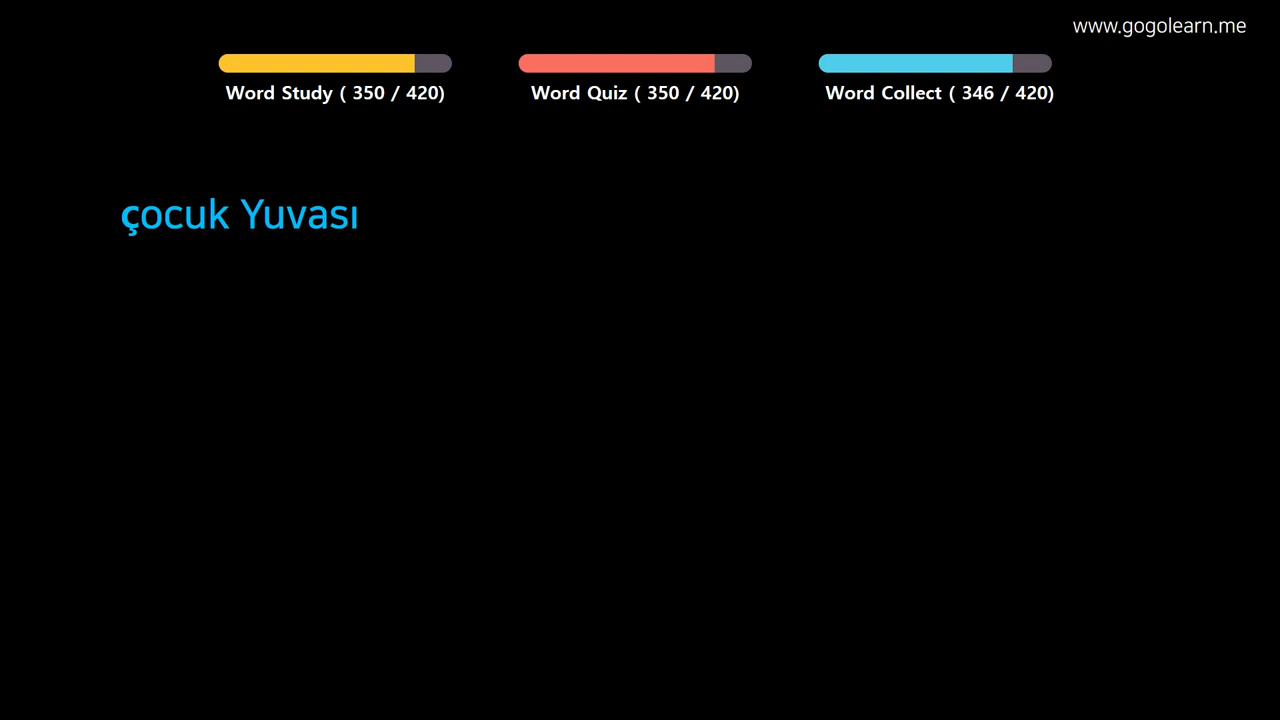 www.gogolearn.me
Word Study ( 350 / 420)
Word Quiz ( 350 / 420)
Word Collect ( 346 / 420)
çocuk Yuvası